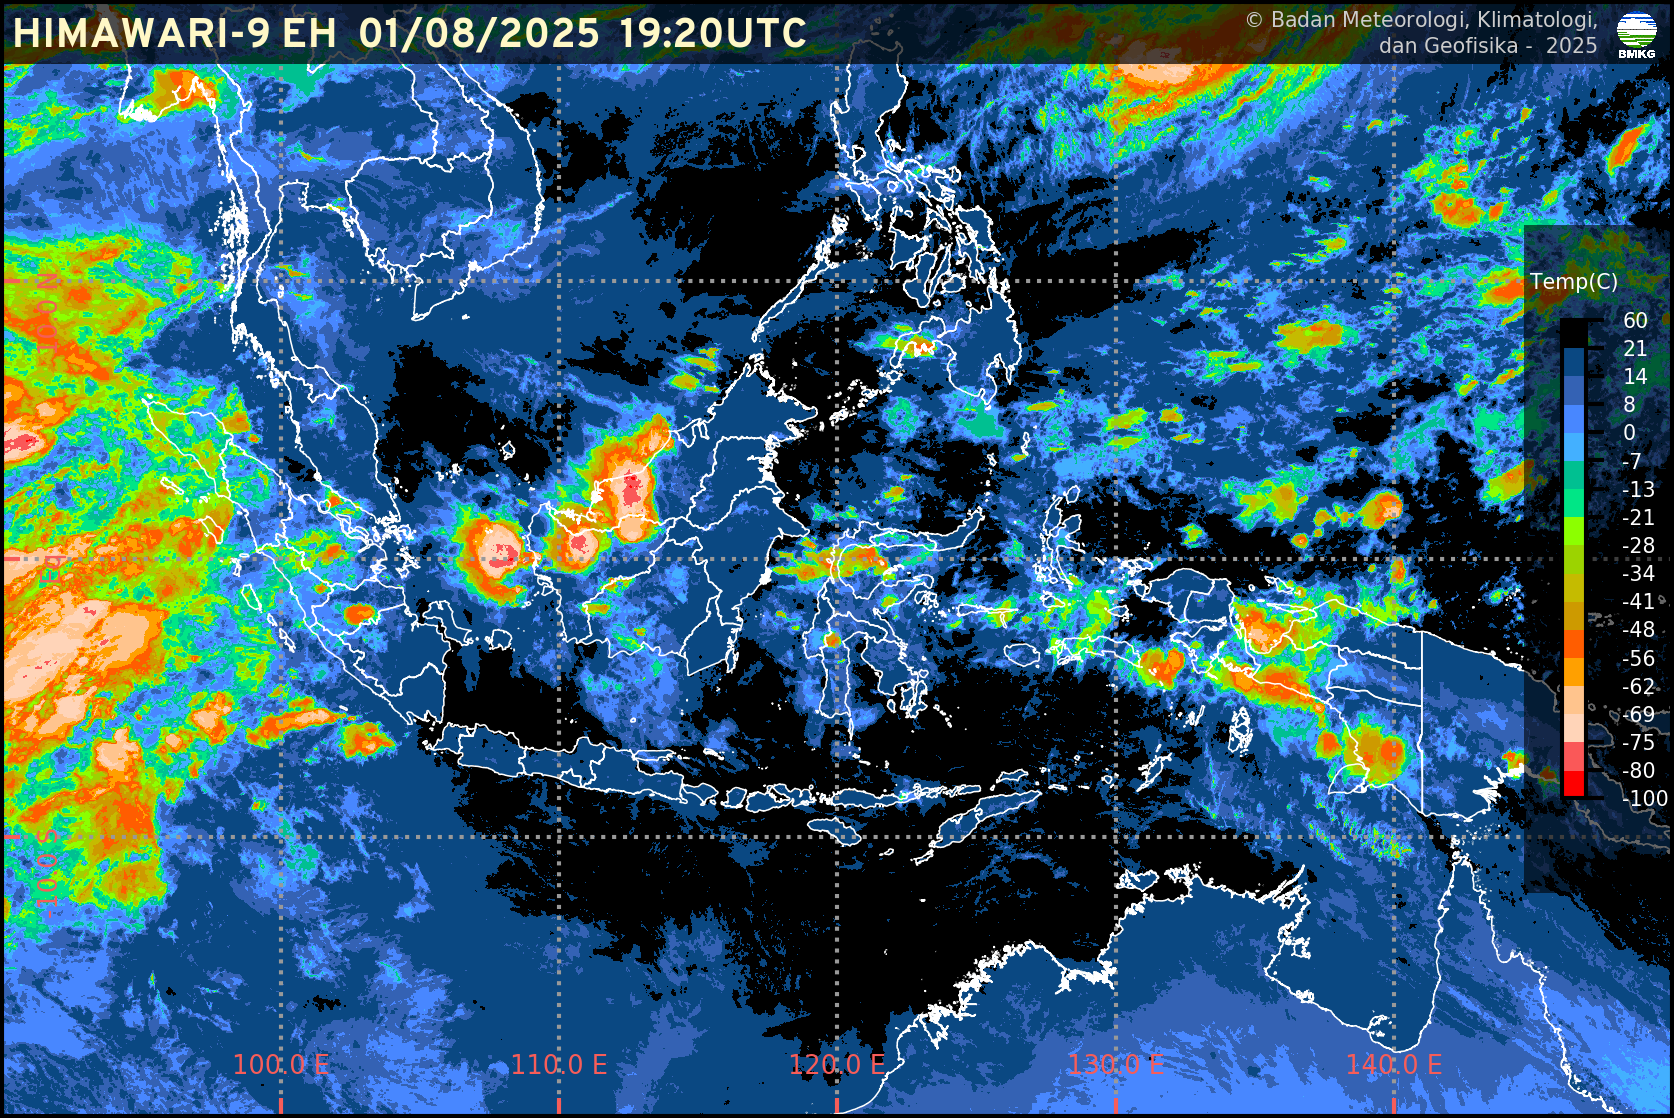 HIMAWARI-9 EH 01/08/2025 19:20UTC
© Badan Meteorologi, Klimatologi,
dan Geofisika - 2025
BMKG
Temp(C)
60
21
14
8
0
-7
-13
-21
-28
-34
-41
-48
-56
-62
-69
-75
-80
-100
10.0 S
100.0 E
110.0 E
120.0 E
130.0 E
140.0 E